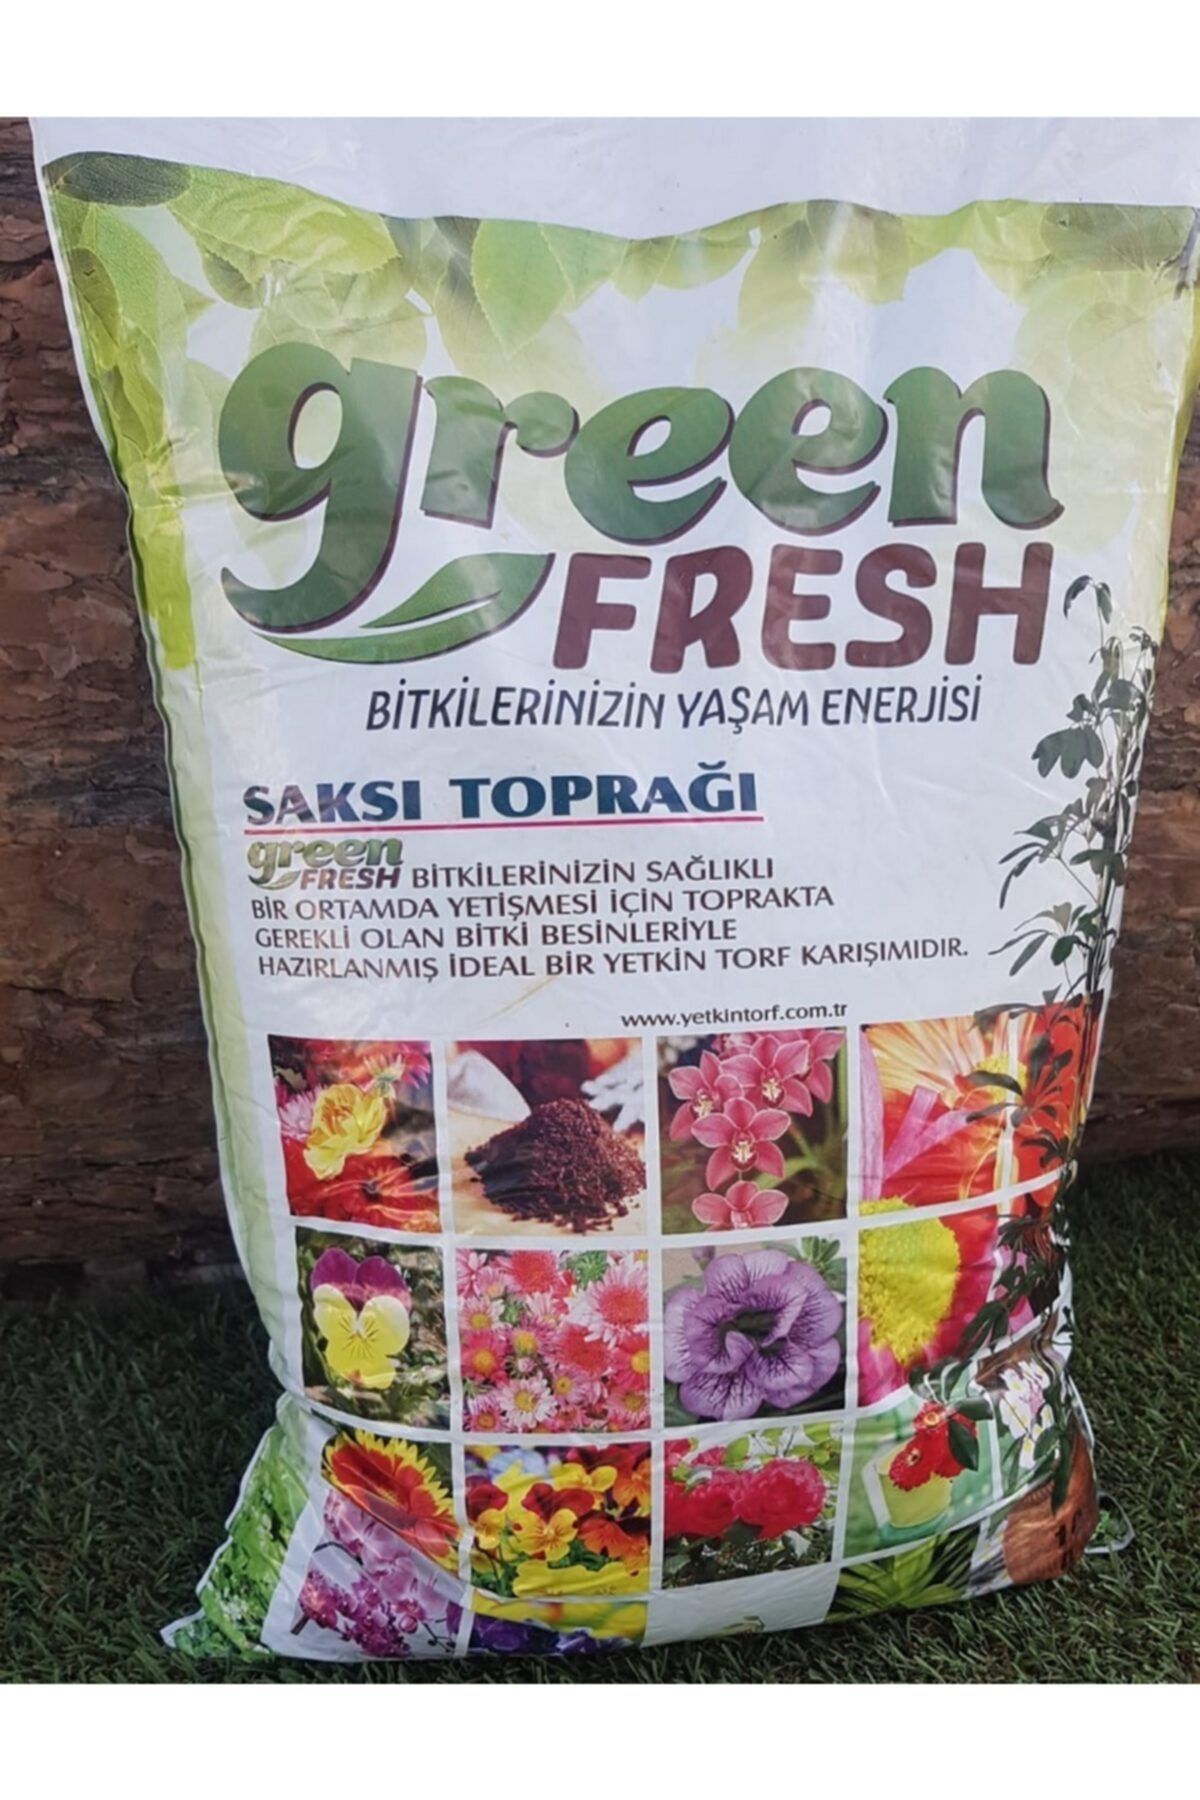 green
FRESH
BİTKİLERİNİZİN YAŞAM ENERJİSİ
SAKSI TOPRAĞI
green
FRESH BİTKİLERİNİZİN SAĞLIKLI
BİR ORTAMDA YETİŞMESİ İÇİN TOPRAKTA
GEREKLİ OLAN BİTKİ BESİNLERİYLE
HAZIRLANMIŞ İDEAL BİR YETKİN TORF KARIŞIMIDIR.
www.yetkintorf.com.tr